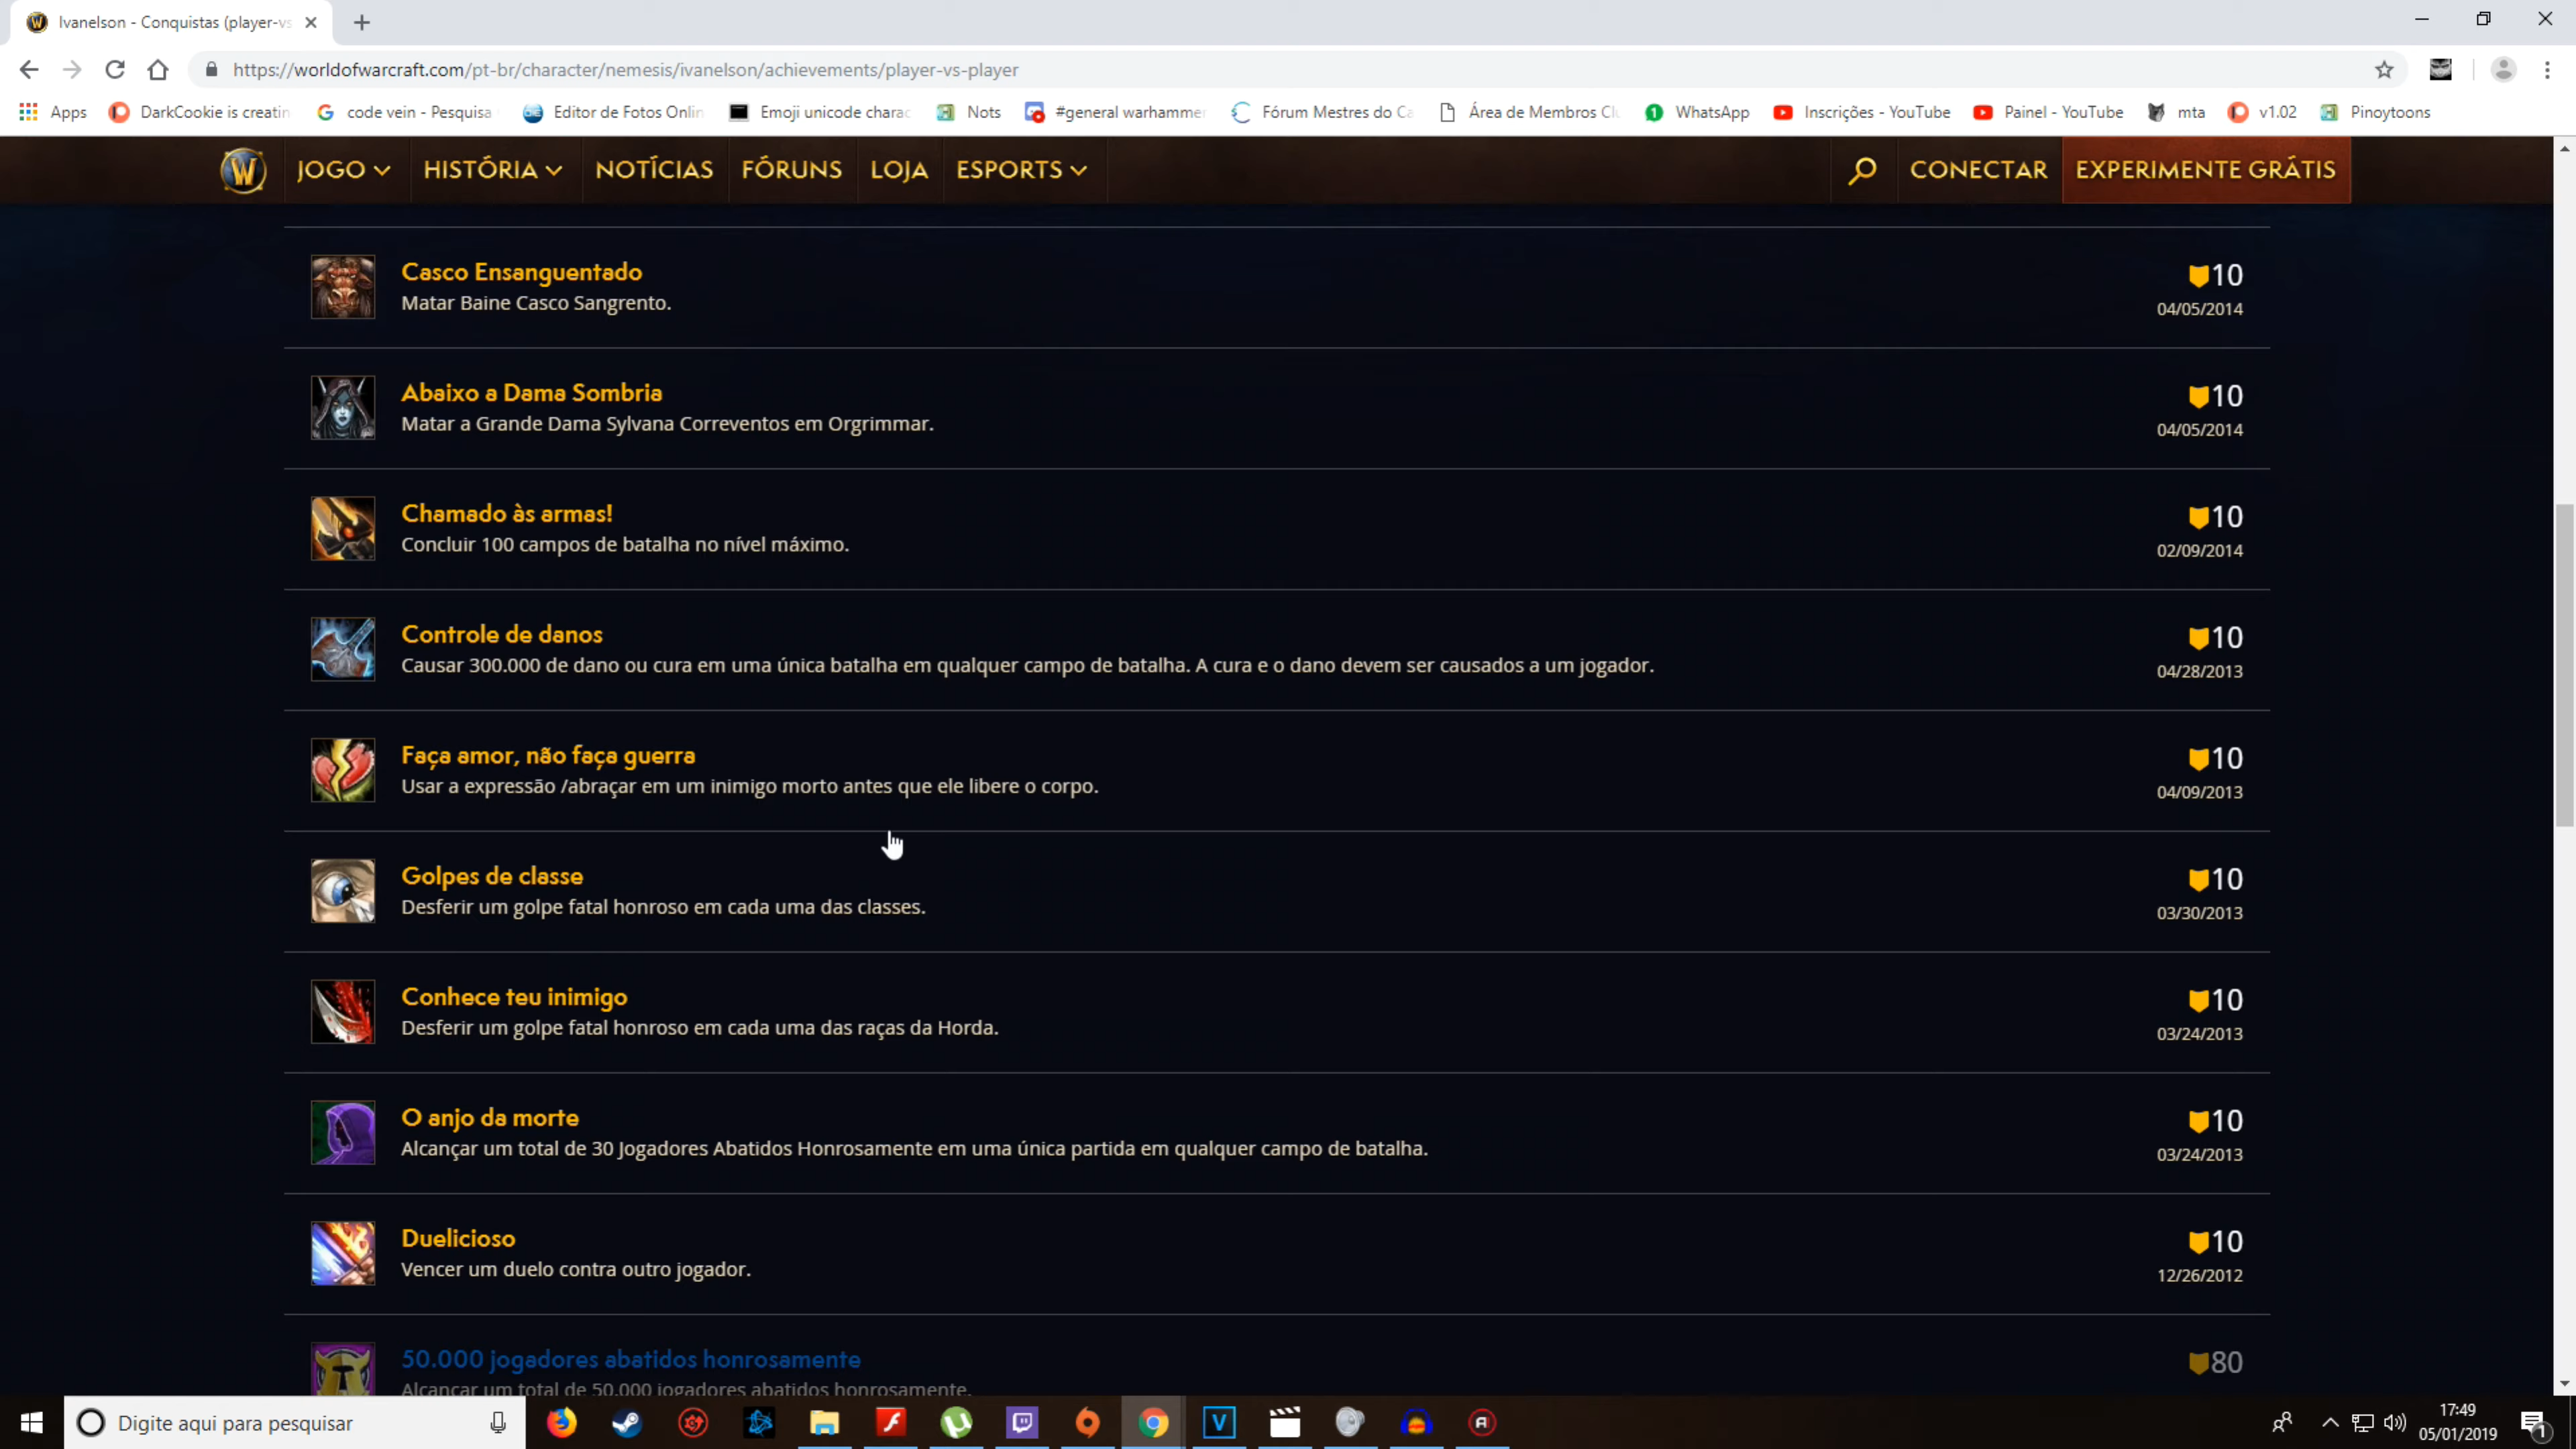 Ivanelson - Conquistas (player-vs
https://worldofwarcraft.com/pt-br/character/nemesis/ivanelson/achievements/player-vs-player
Apps DarkCookie is creatin code vein - Pesquisa Editor de Fotos Onlin Emoji unicode charac Nots #general warhammer Fórum Mestres do Ca Área de Membros Cl 1 WhatsApp Inscrições - YouTube Painel - YouTube mta v1.02 Pinoytoons
W JOGO HISTÓRIA NOTÍCIAS FÓRUNS LOJA ESPORTS CONECTAR EXPERIMENTE GRÁTIS
Casco Ensanguentado 10
Matar Baine Casco Sangrento. 04/05/2014
Abaixo a Dama Sombria 10
Matar a Grande Dama Sylvana Correventos em Orgrimmar. 04/05/2014
Chamado às armas! 10
Concluir 100 campos de batalha no nível máximo. 02/09/2014
Controle de danos 10
Causar 300.000 de dano ou cura em uma única batalha em qualquer campo de batalha. A cura e o dano devem ser causados a um jogador. 04/28/2013
Faça amor, não faça guerra 10
Usar a expressão /abraçar em um inimigo morto antes que ele libere o corpo. 04/09/2013
Golpes de classe 10
Desferir um golpe fatal honroso em cada uma das classes. 03/30/2013
Conhece teu inimigo 10
Desferir um golpe fatal honroso em cada uma das raças da Horda. 03/24/2013
O anjo da morte 10
Alcançar um total de 30 Jogadores Abatidos Honrosamente em uma única partida em qualquer campo de batalha. 03/24/2013
Duelicioso 10
Vencer um duelo contra outro jogador. 12/26/2012
50.000 jogadores abatidos honrosamente 80
Alcançar um total de 50.000 jogadores abatidos honrosamente.
Digite aqui para pesquisar
17:49
05/01/2019
1